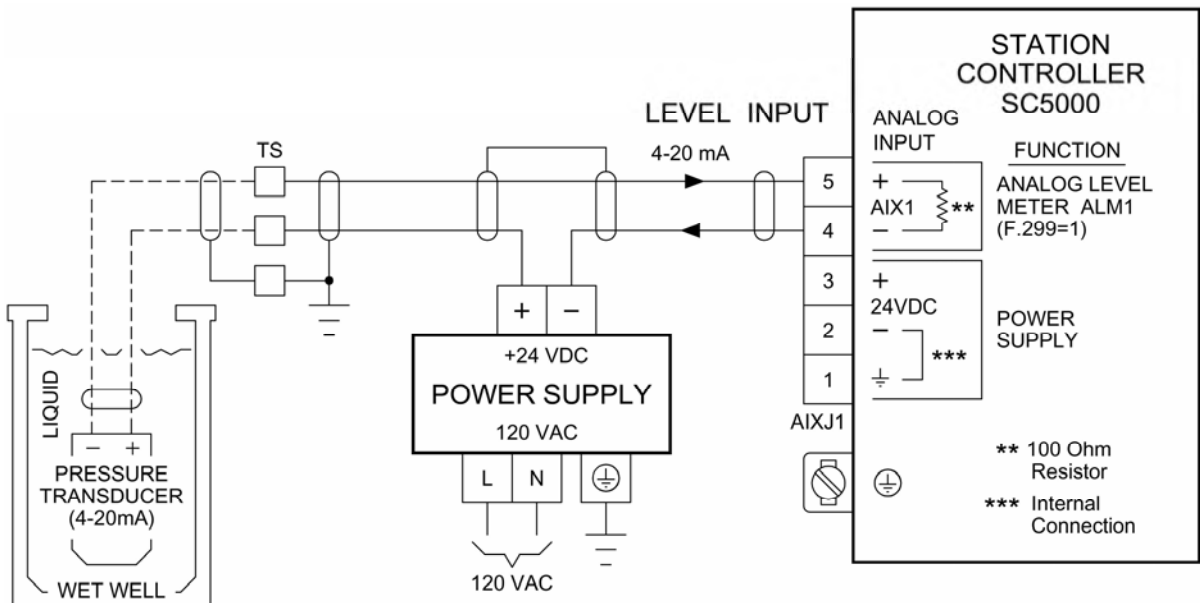 STATION
CONTROLLER
SC5000
LEVEL INPUT
4-20 mA
TS
ANALOG
INPUT
FUNCTION
5
+
AIX1
**
ANALOG LEVEL
METER ALM1
(F.299=1)
4
−
3
+
24VDC
2
−
***
POWER
SUPPLY
1
AIXJ1
+ −
+24 VDC
POWER SUPPLY
120 VAC
L N
120 VAC
LIQUID
− +
PRESSURE
TRANSDUCER
(4-20mA)
WET WELL
** 100 Ohm
Resistor
*** Internal
Connection